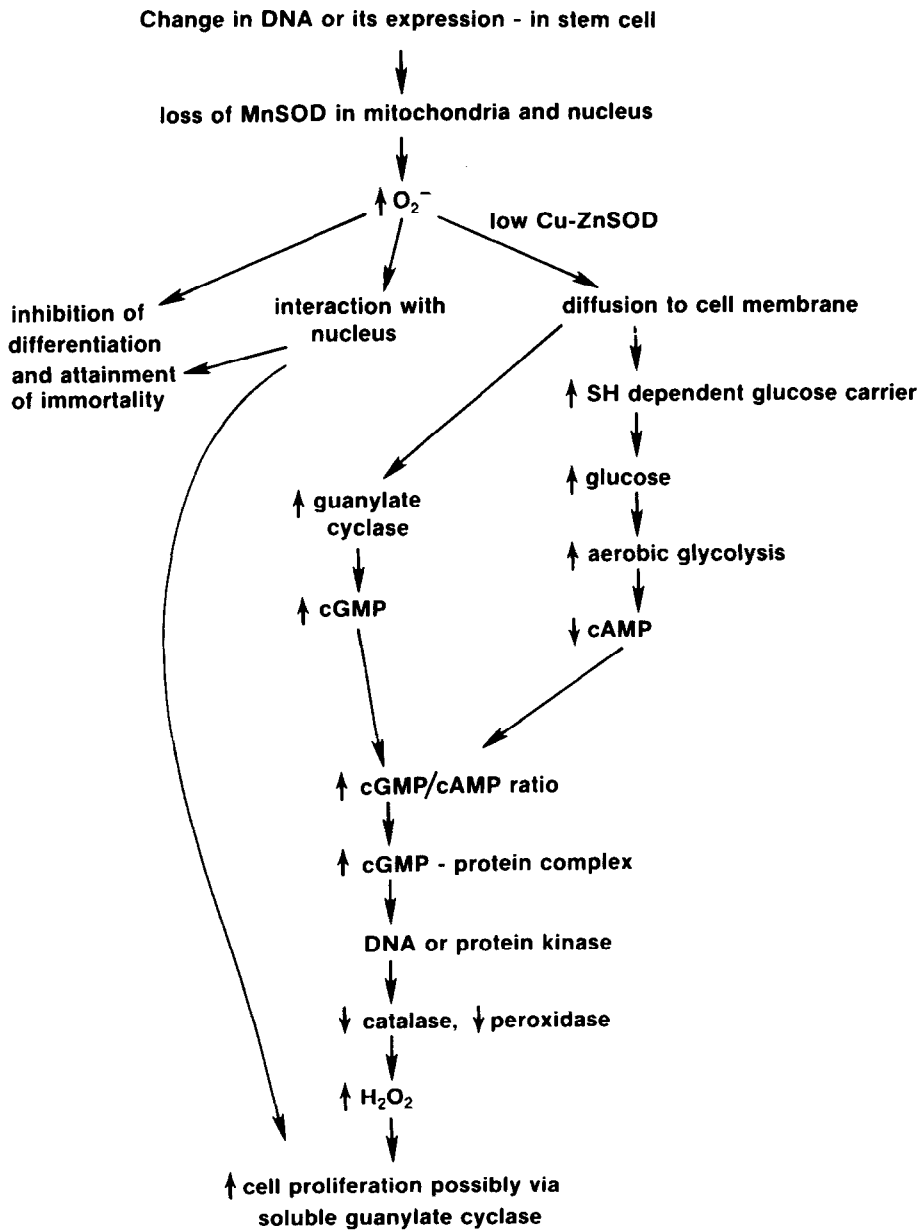 Change in DNA or its expression - in stem cell
loss of MnSOD in mitochondria and nucleus
↑ O₂⁻
low Cu-ZnSOD
inhibition of
differentiation
and attainment
of immortality
interaction with
nucleus
diffusion to cell membrane
↑ SH dependent glucose carrier
↑ glucose
↑ aerobic glycolysis
↓ cAMP
↑ guanylate
cyclase
↑ cGMP
↑ cGMP/cAMP ratio
↑ cGMP - protein complex
DNA or protein kinase
↓ catalase, ↓ peroxidase
↑ H₂O₂
↑ cell proliferation possibly via
soluble guanylate cyclase